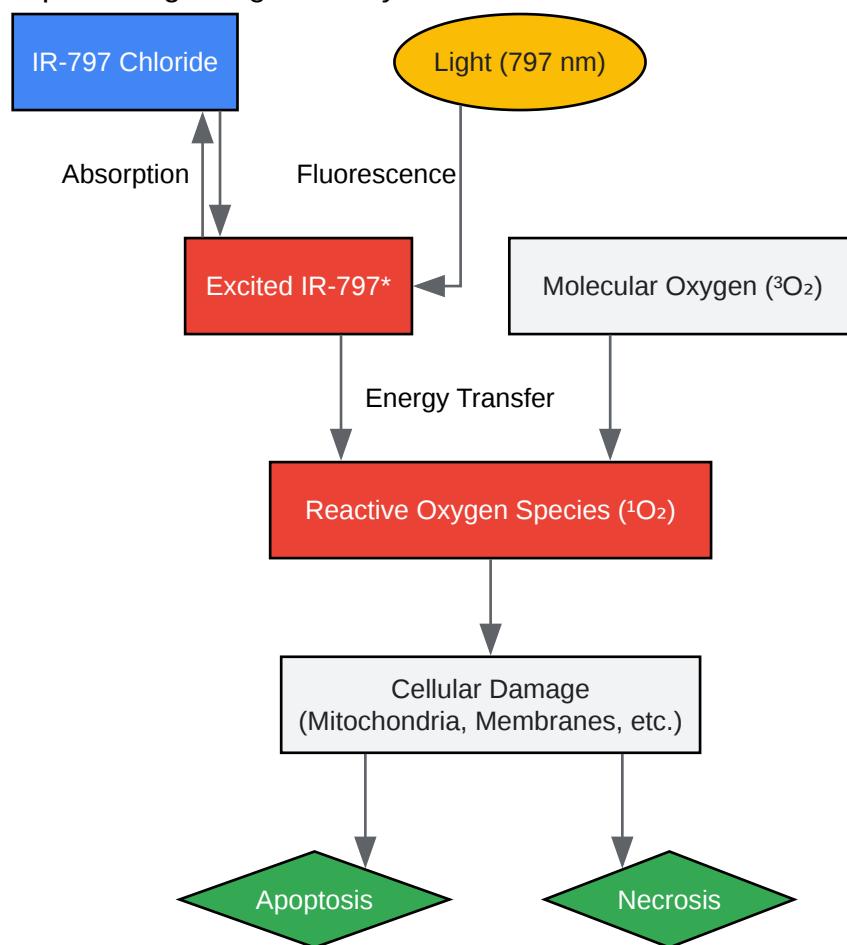 IR-797 Chloride
Light (797 nm)
Absorption
Fluorescence
Excited IR-797*
Molecular Oxygen (³O₂)
Energy Transfer
Reactive Oxygen Species (¹O₂)
Cellular Damage
(Mitochondria, Membranes, etc.)
Apoptosis
Necrosis